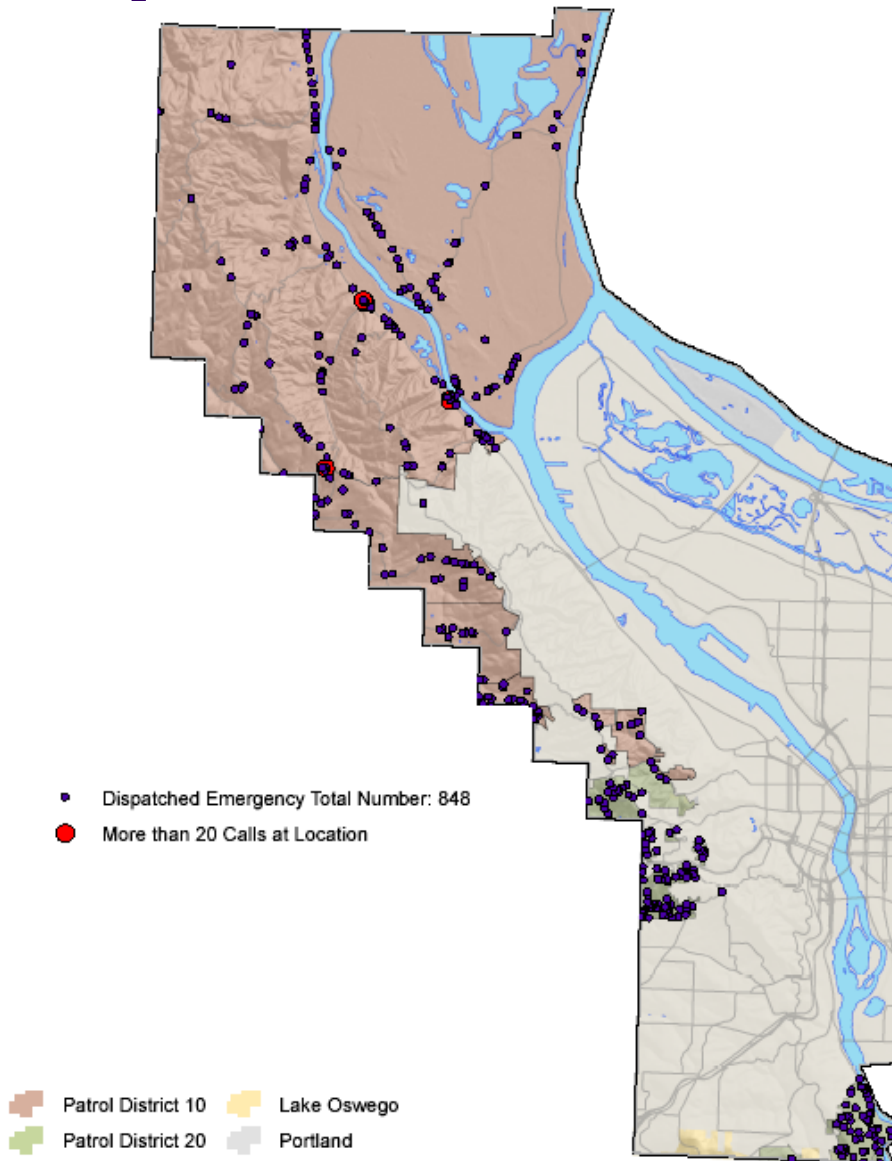 Dispatched Emergency Total Number: 848
More than 20 Calls at Location
Patrol District 10
Lake Oswego
Patrol District 20
Portland